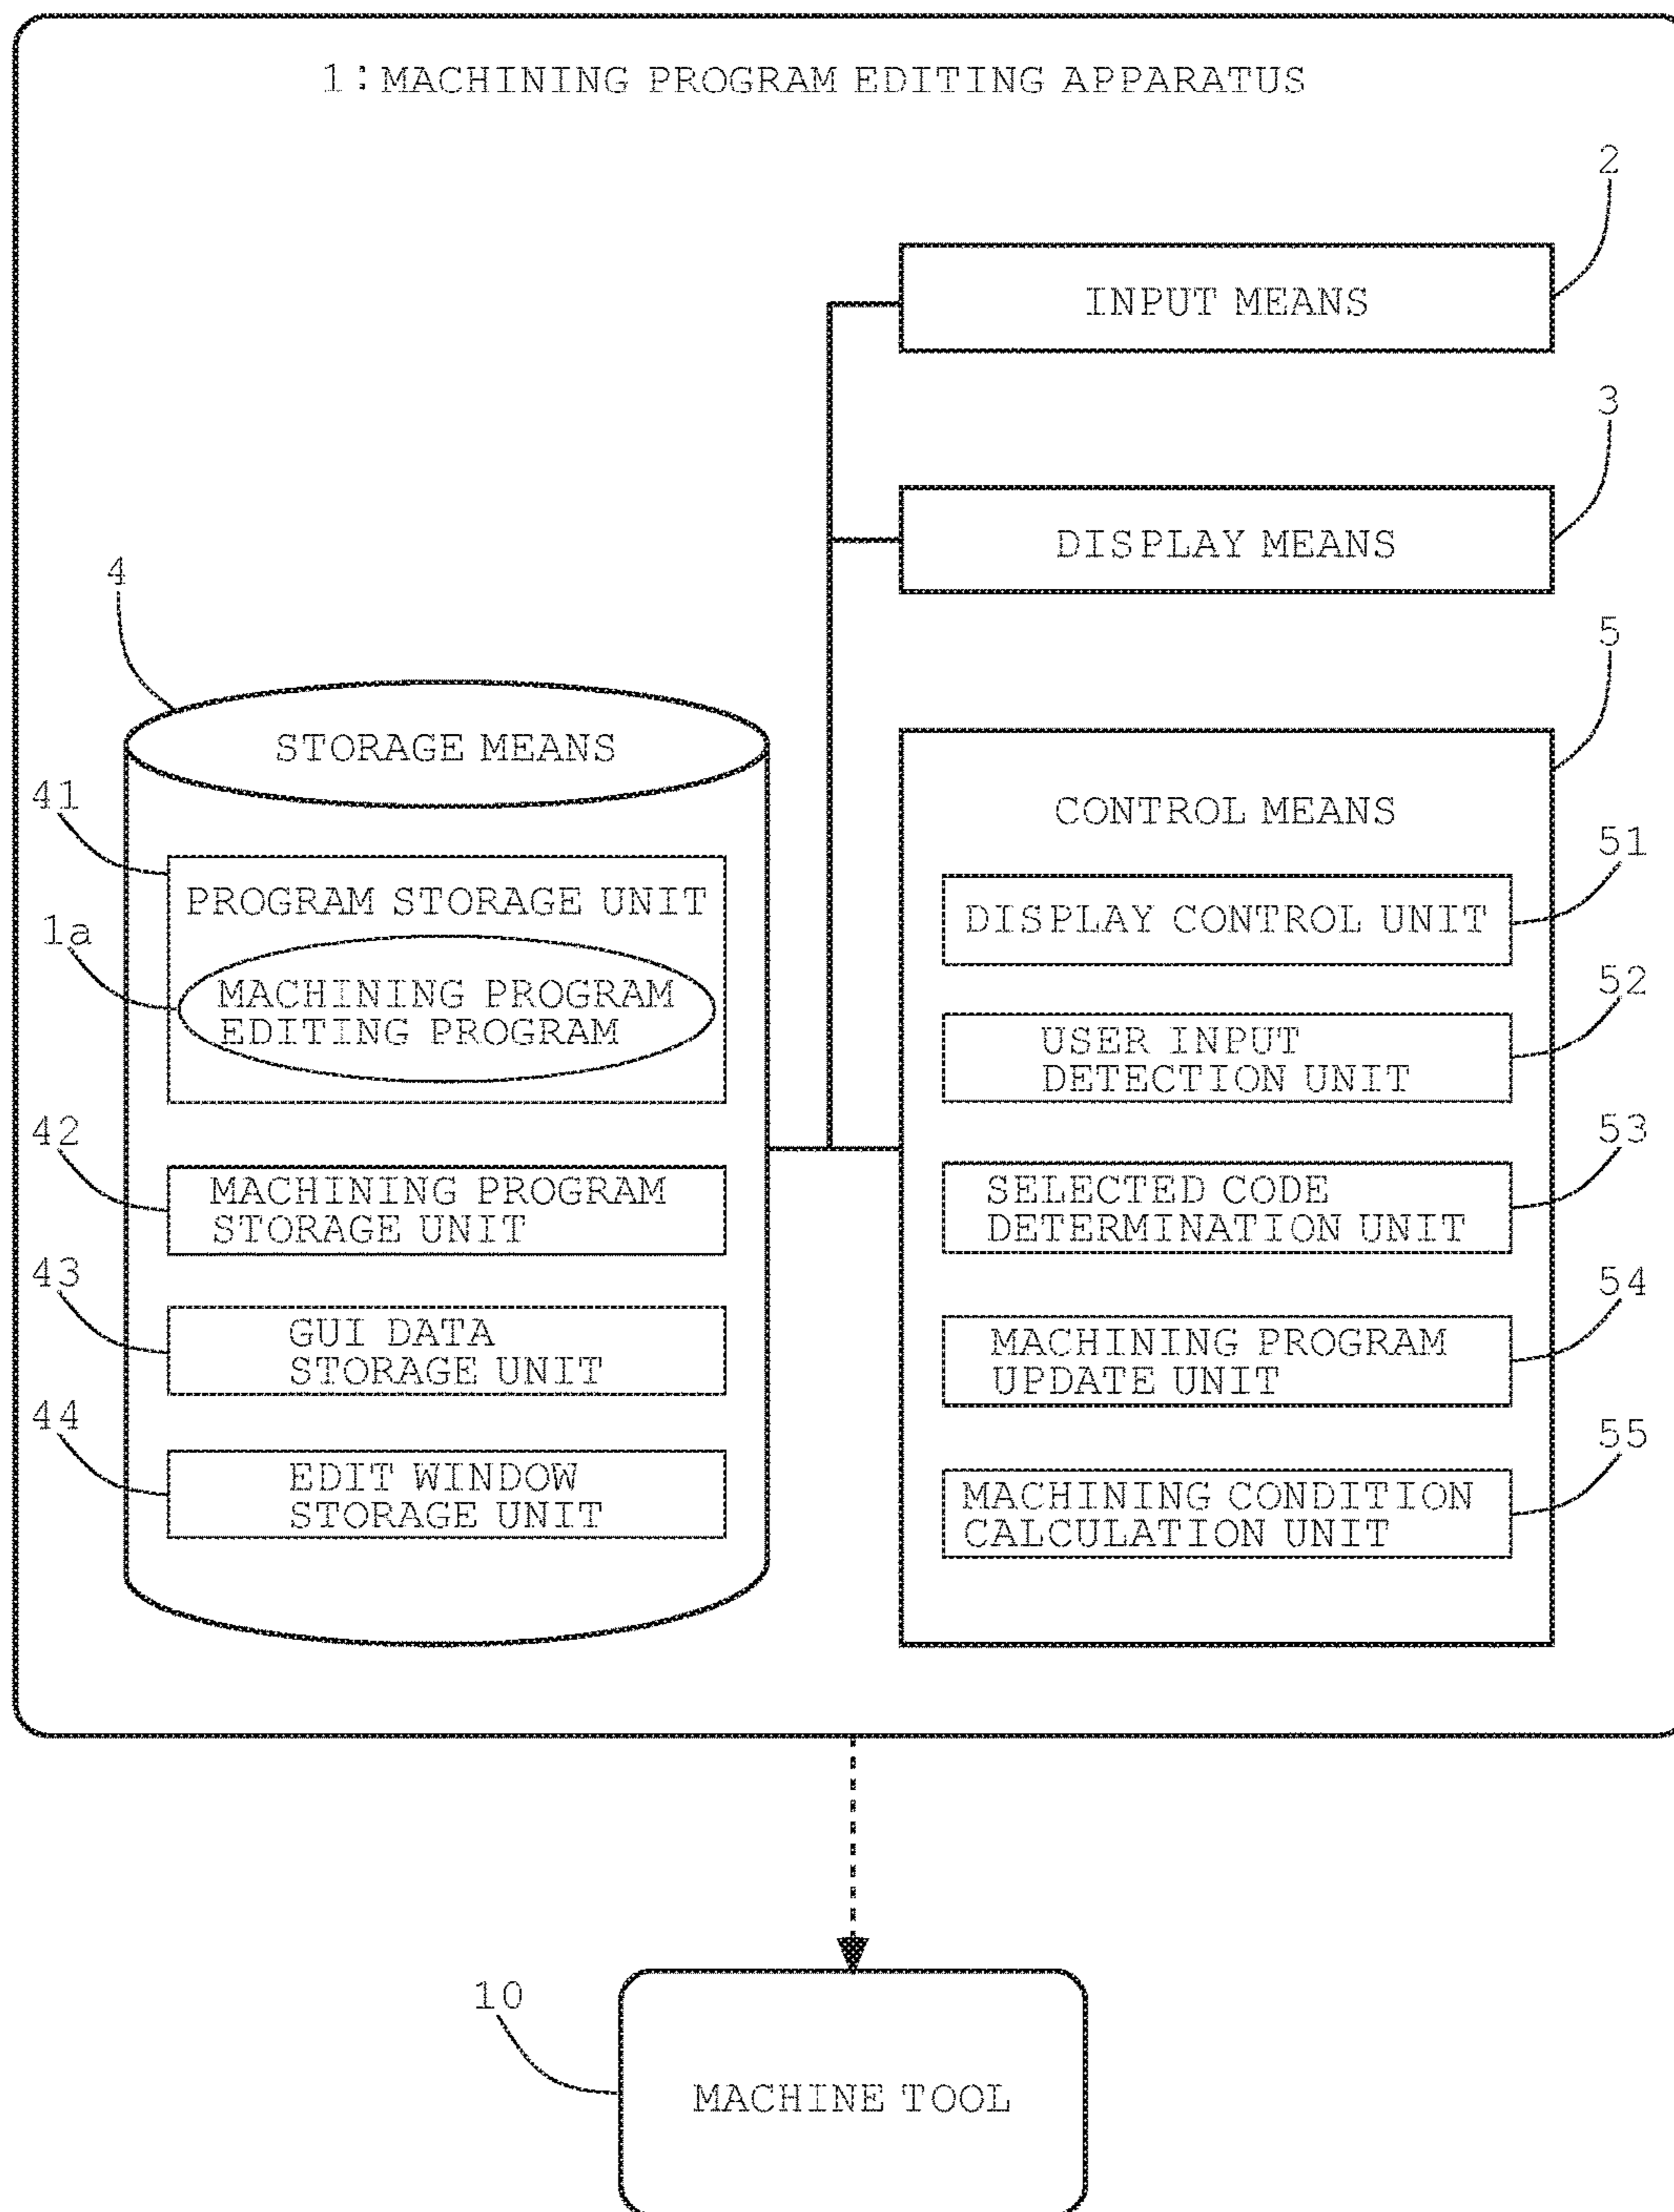 1:MACHINING PROGRAM EDITING APPARATUS
2
INPUT MEANS
3
DISPLAY MEANS
4
STORAGE MEANS
41
PROGRAM STORAGE UNIT
1a
MACHINING PROGRAM
EDITING PROGRAM
42
MACHINING PROGRAM
STORAGE UNIT
43
GUI DATA
STORAGE UNIT
44
EDIT WINDOW
STORAGE UNIT
5
CONTROL MEANS
51
DISPLAY CONTROL UNIT
52
USER INPUT
DETECTION UNIT
53
SELECTED CODE
DETERMINATION UNIT
54
MACHINING PROGRAM
UPDATE UNIT
55
MACHINING CONDITION
CALCULATION UNIT
10
MACHINE TOOL